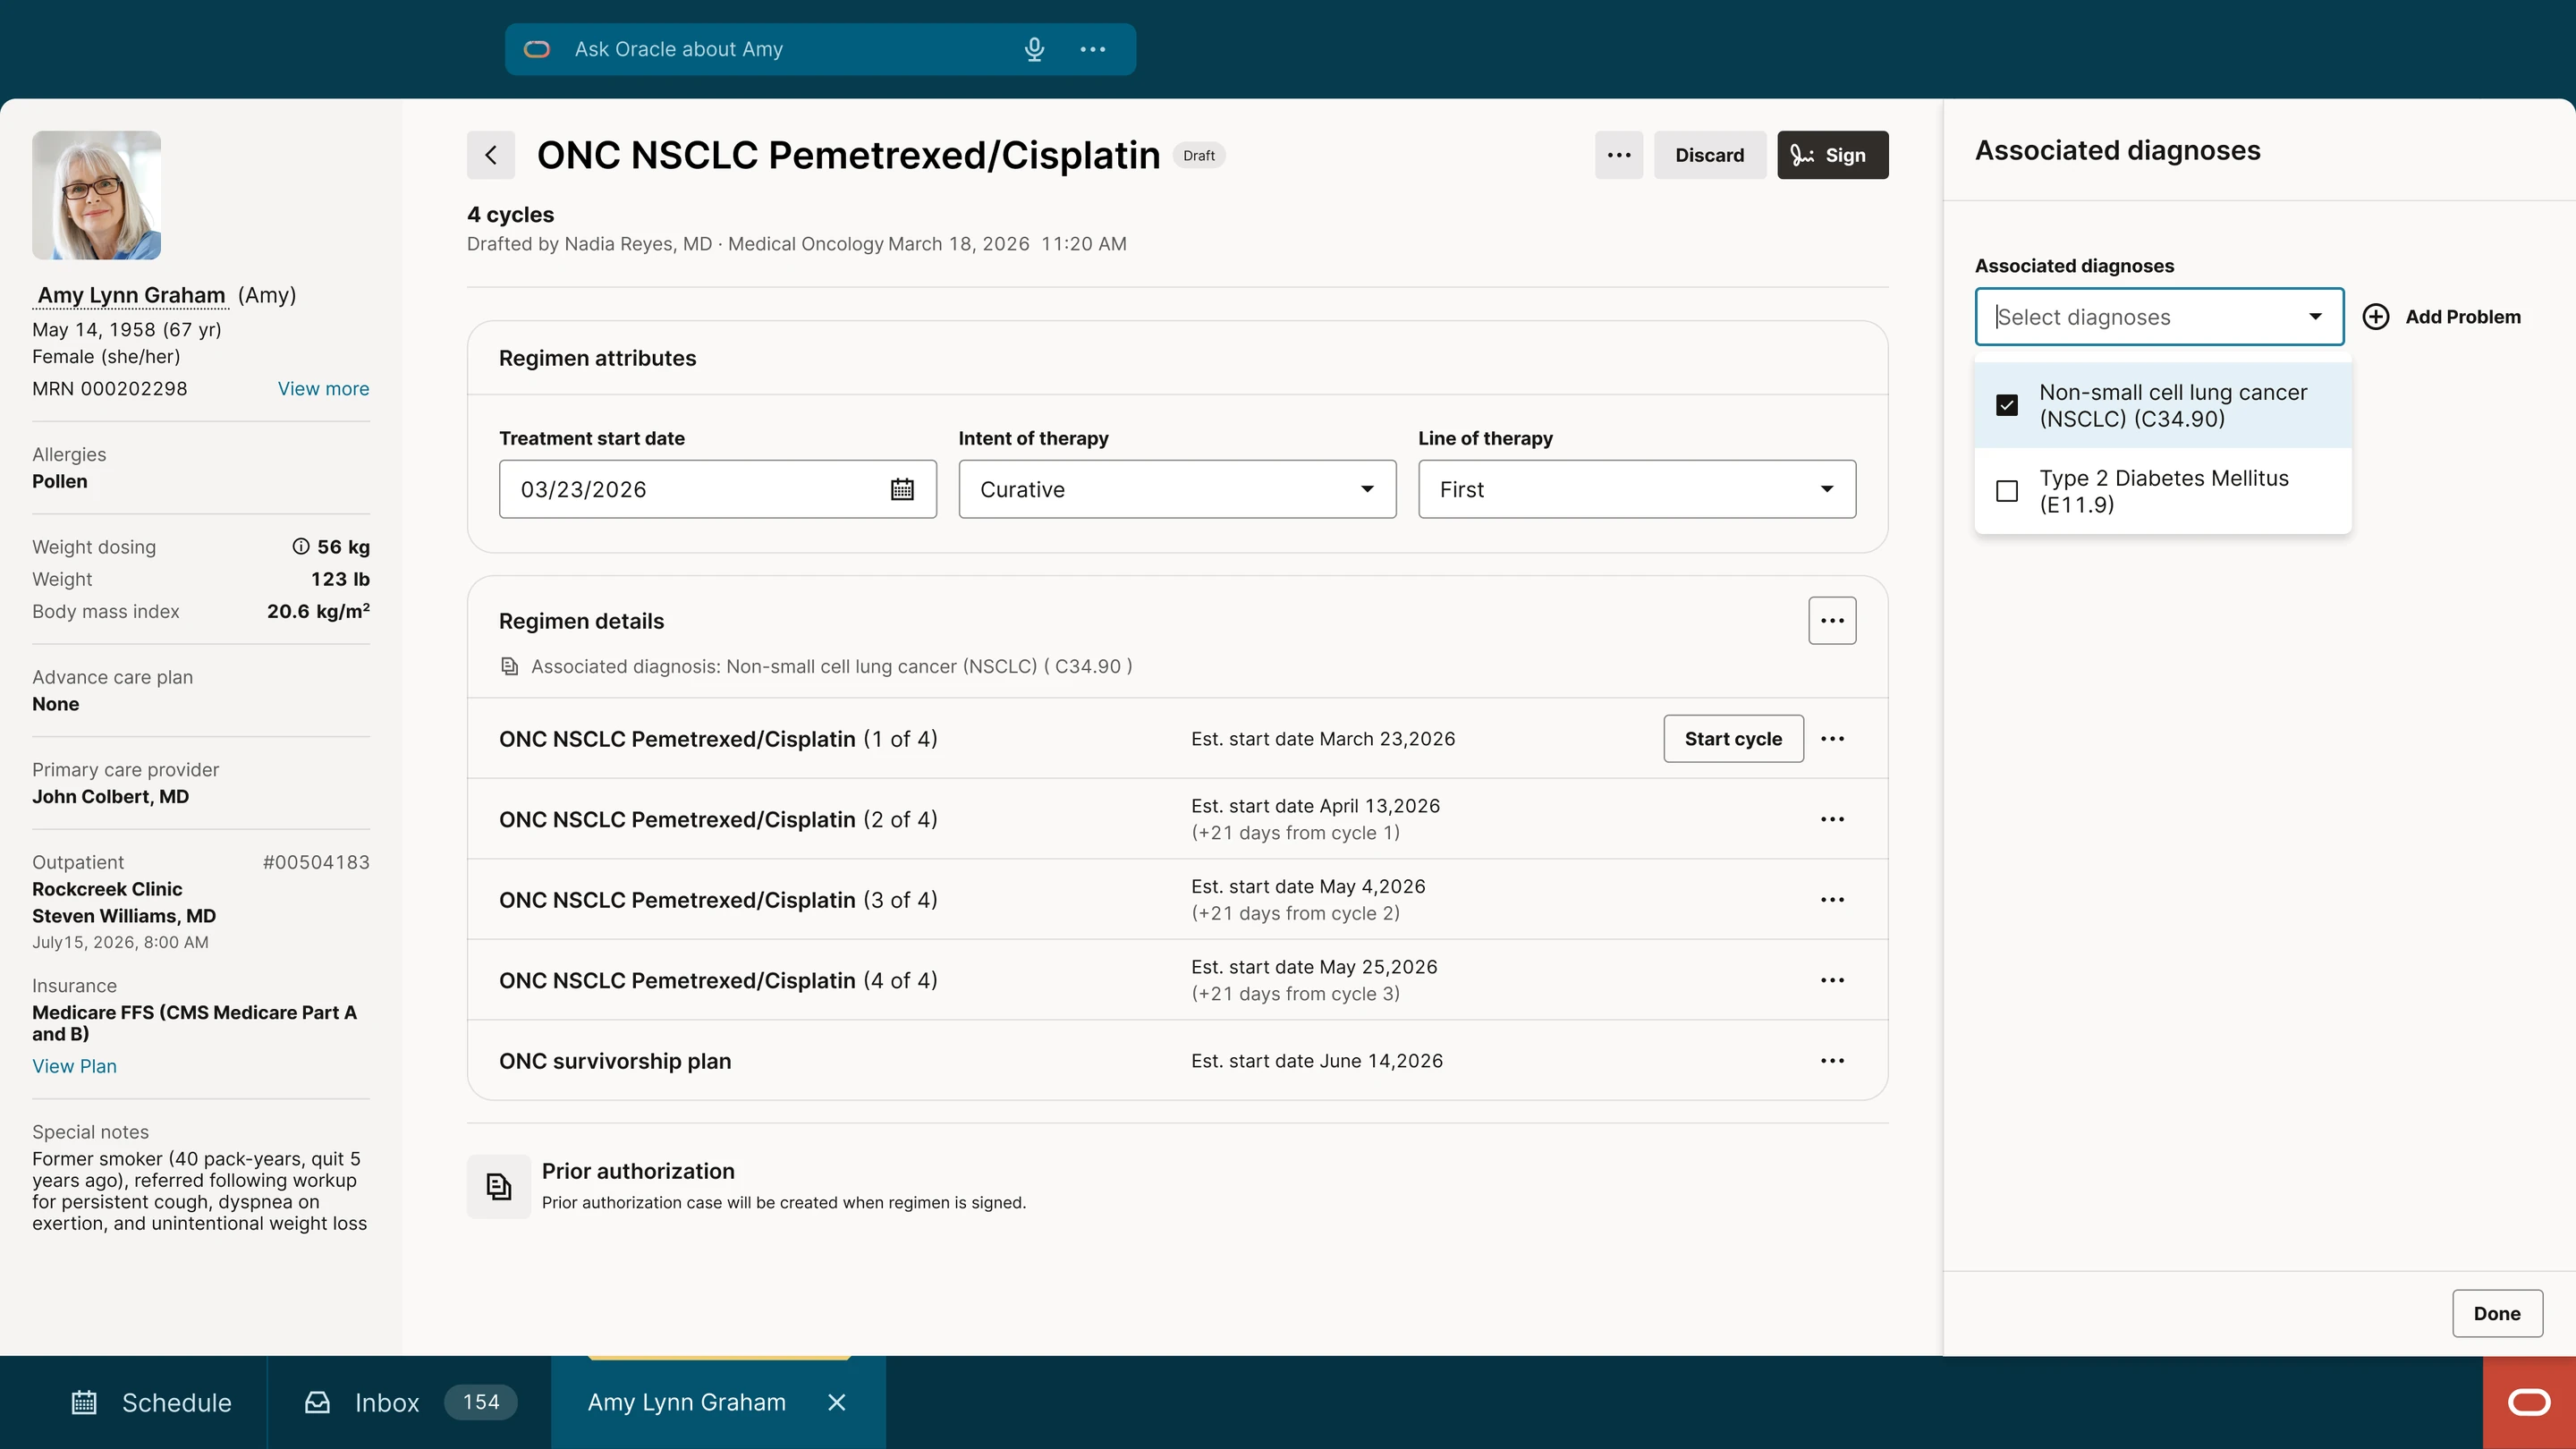 Ask Oracle about Amy
Amy Lynn Graham (Amy)
May 14, 1958 (67 yr)
Female (she/her)
MRN 000202298 View more
Allergies
Pollen
Weight dosing 56 kg
Weight 123 lb
Body mass index 20.6 kg/m²
Advance care plan
None
Primary care provider
John Colbert, MD
Outpatient #00504183
Rockcreek Clinic
Steven Williams, MD
July15, 2026, 8:00 AM
Insurance
Medicare FFS (CMS Medicare Part A
and B)
View Plan
Special notes
Former smoker (40 pack-years, quit 5
years ago), referred following workup
for persistent cough, dyspnea on
exertion, and unintentional weight loss
ONC NSCLC Pemetrexed/Cisplatin Draft
Discard Sign
4 cycles
Drafted by Nadia Reyes, MD · Medical Oncology March 18, 2026 11:20 AM
Regimen attributes
Treatment start date Intent of therapy Line of therapy
03/23/2026 Curative First
Regimen details
Associated diagnosis: Non-small cell lung cancer (NSCLC) ( C34.90 )
ONC NSCLC Pemetrexed/Cisplatin (1 of 4) Est. start date March 23,2026 Start cycle
ONC NSCLC Pemetrexed/Cisplatin (2 of 4) Est. start date April 13,2026
(+21 days from cycle 1)
ONC NSCLC Pemetrexed/Cisplatin (3 of 4) Est. start date May 4,2026
(+21 days from cycle 2)
ONC NSCLC Pemetrexed/Cisplatin (4 of 4) Est. start date May 25,2026
(+21 days from cycle 3)
ONC survivorship plan Est. start date June 14,2026
Prior authorization
Prior authorization case will be created when regimen is signed.
Associated diagnoses
Associated diagnoses
Select diagnoses Add Problem
Non-small cell lung cancer
(NSCLC) (C34.90)
Type 2 Diabetes Mellitus
(E11.9)
Done
Schedule Inbox 154 Amy Lynn Graham